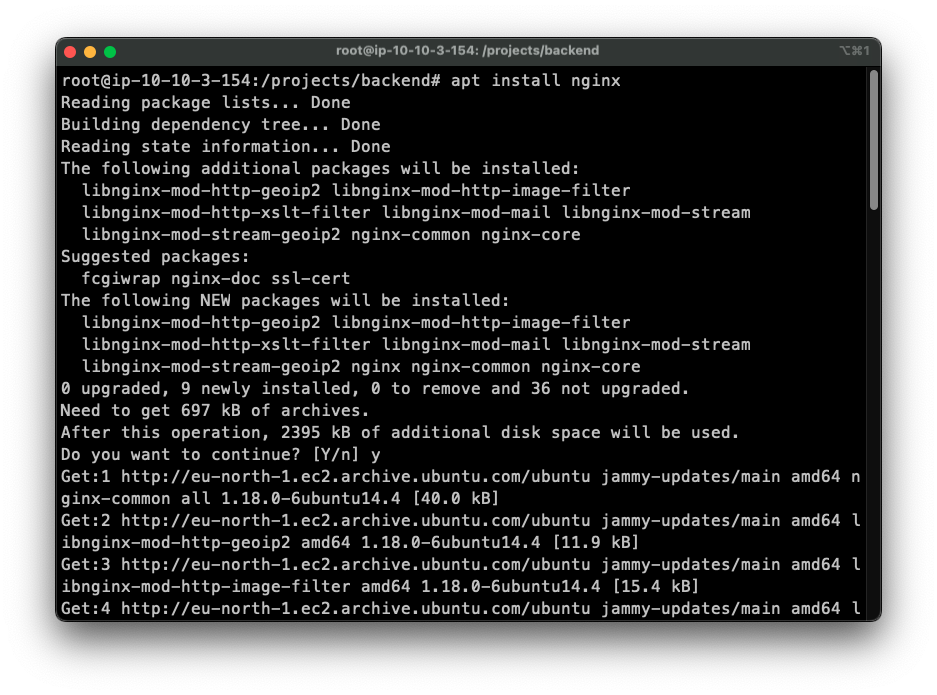 root@ip-10-10-3-154: /projects/backend
⌥⌘1
root@ip-10-10-3-154:/projects/backend# apt install nginx
Reading package lists... Done
Building dependency tree... Done
Reading state information... Done
The following additional packages will be installed:
  libnginx-mod-http-geoip2 libnginx-mod-http-image-filter
  libnginx-mod-http-xslt-filter libnginx-mod-mail libnginx-mod-stream
  libnginx-mod-stream-geoip2 nginx-common nginx-core
Suggested packages:
  fcgiwrap nginx-doc ssl-cert
The following NEW packages will be installed:
  libnginx-mod-http-geoip2 libnginx-mod-http-image-filter
  libnginx-mod-http-xslt-filter libnginx-mod-mail libnginx-mod-stream
  libnginx-mod-stream-geoip2 nginx nginx-common nginx-core
0 upgraded, 9 newly installed, 0 to remove and 36 not upgraded.
Need to get 697 kB of archives.
After this operation, 2395 kB of additional disk space will be used.
Do you want to continue? [Y/n] y
Get:1 http://eu-north-1.ec2.archive.ubuntu.com/ubuntu jammy-updates/main amd64 n
ginx-common all 1.18.0-6ubuntu14.4 [40.0 kB]
Get:2 http://eu-north-1.ec2.archive.ubuntu.com/ubuntu jammy-updates/main amd64 l
ibnginx-mod-http-geoip2 amd64 1.18.0-6ubuntu14.4 [11.9 kB]
Get:3 http://eu-north-1.ec2.archive.ubuntu.com/ubuntu jammy-updates/main amd64 l
ibnginx-mod-http-image-filter amd64 1.18.0-6ubuntu14.4 [15.4 kB]
Get:4 http://eu-north-1.ec2.archive.ubuntu.com/ubuntu jammy-updates/main amd64 l